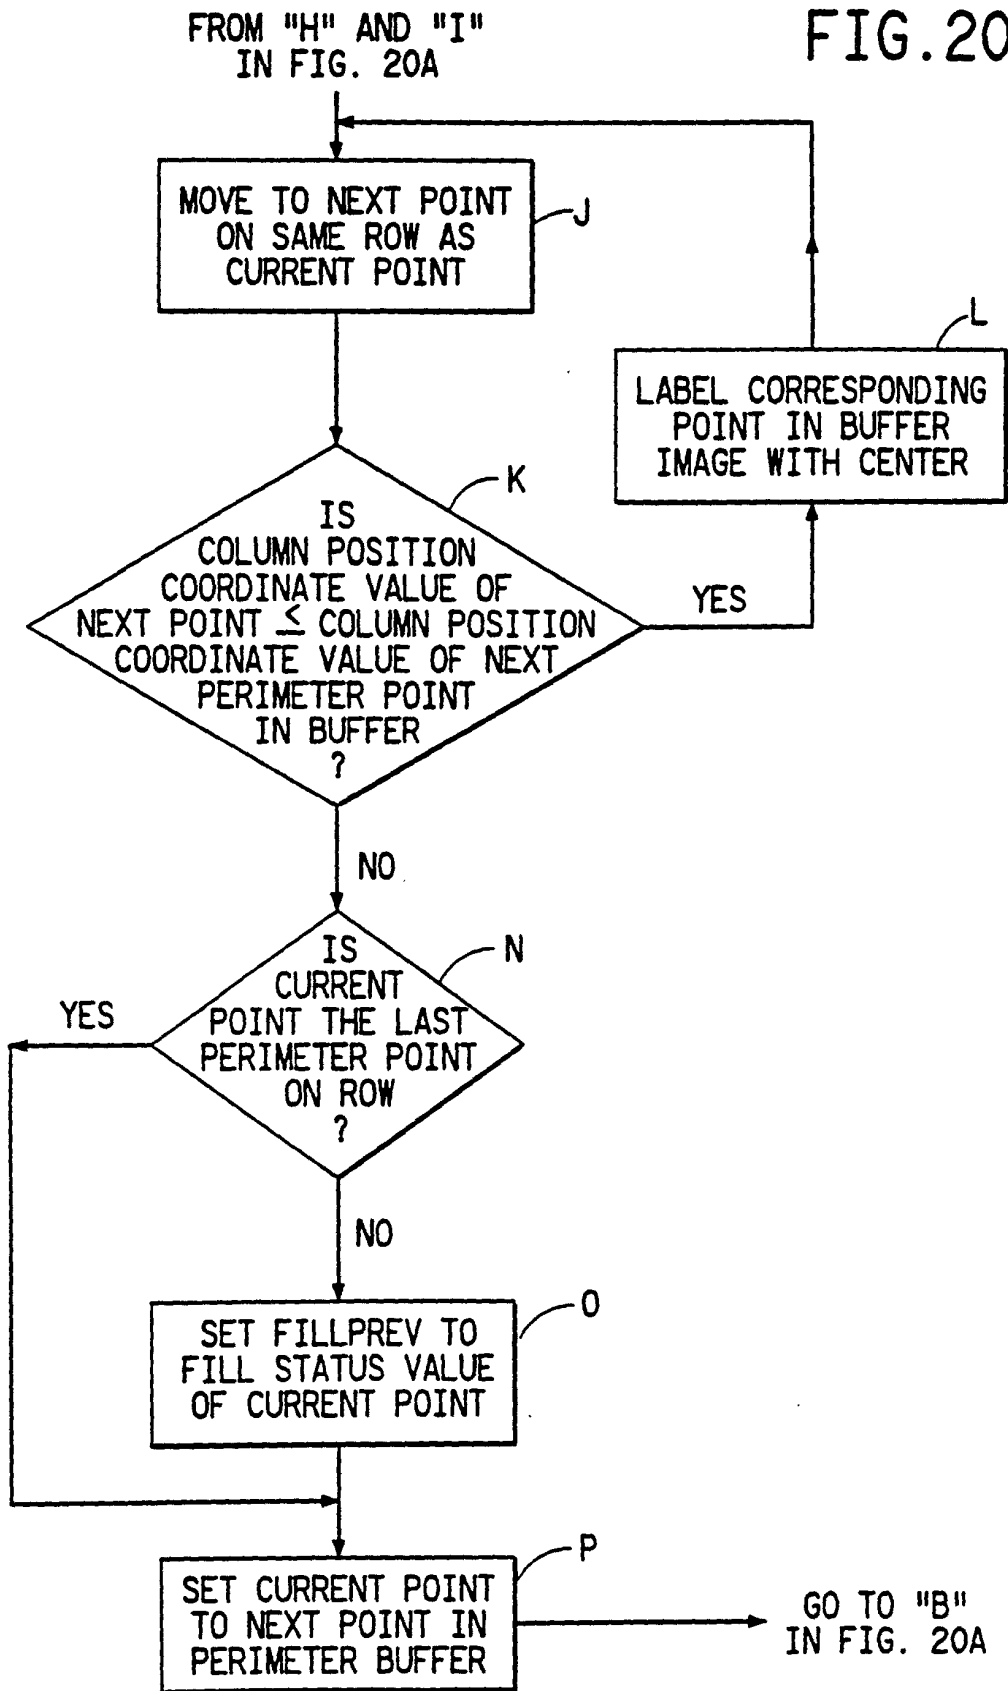 FROM "H" AND "I"
IN FIG. 20A
FIG.20
MOVE TO NEXT POINT
ON SAME ROW AS
CURRENT POINT
J
L
LABEL CORRESPONDING
POINT IN BUFFER
IMAGE WITH CENTER
K
IS
COLUMN POSITION
COORDINATE VALUE OF
NEXT POINT ≤ COLUMN POSITION
COORDINATE VALUE OF NEXT
PERIMETER POINT
IN BUFFER
?
YES
NO
N
IS
CURRENT
POINT THE LAST
PERIMETER POINT
ON ROW
?
YES
NO
O
SET FILLPREV TO
FILL STATUS VALUE
OF CURRENT POINT
P
SET CURRENT POINT
TO NEXT POINT IN
PERIMETER BUFFER
GO TO "B"
IN FIG. 20A